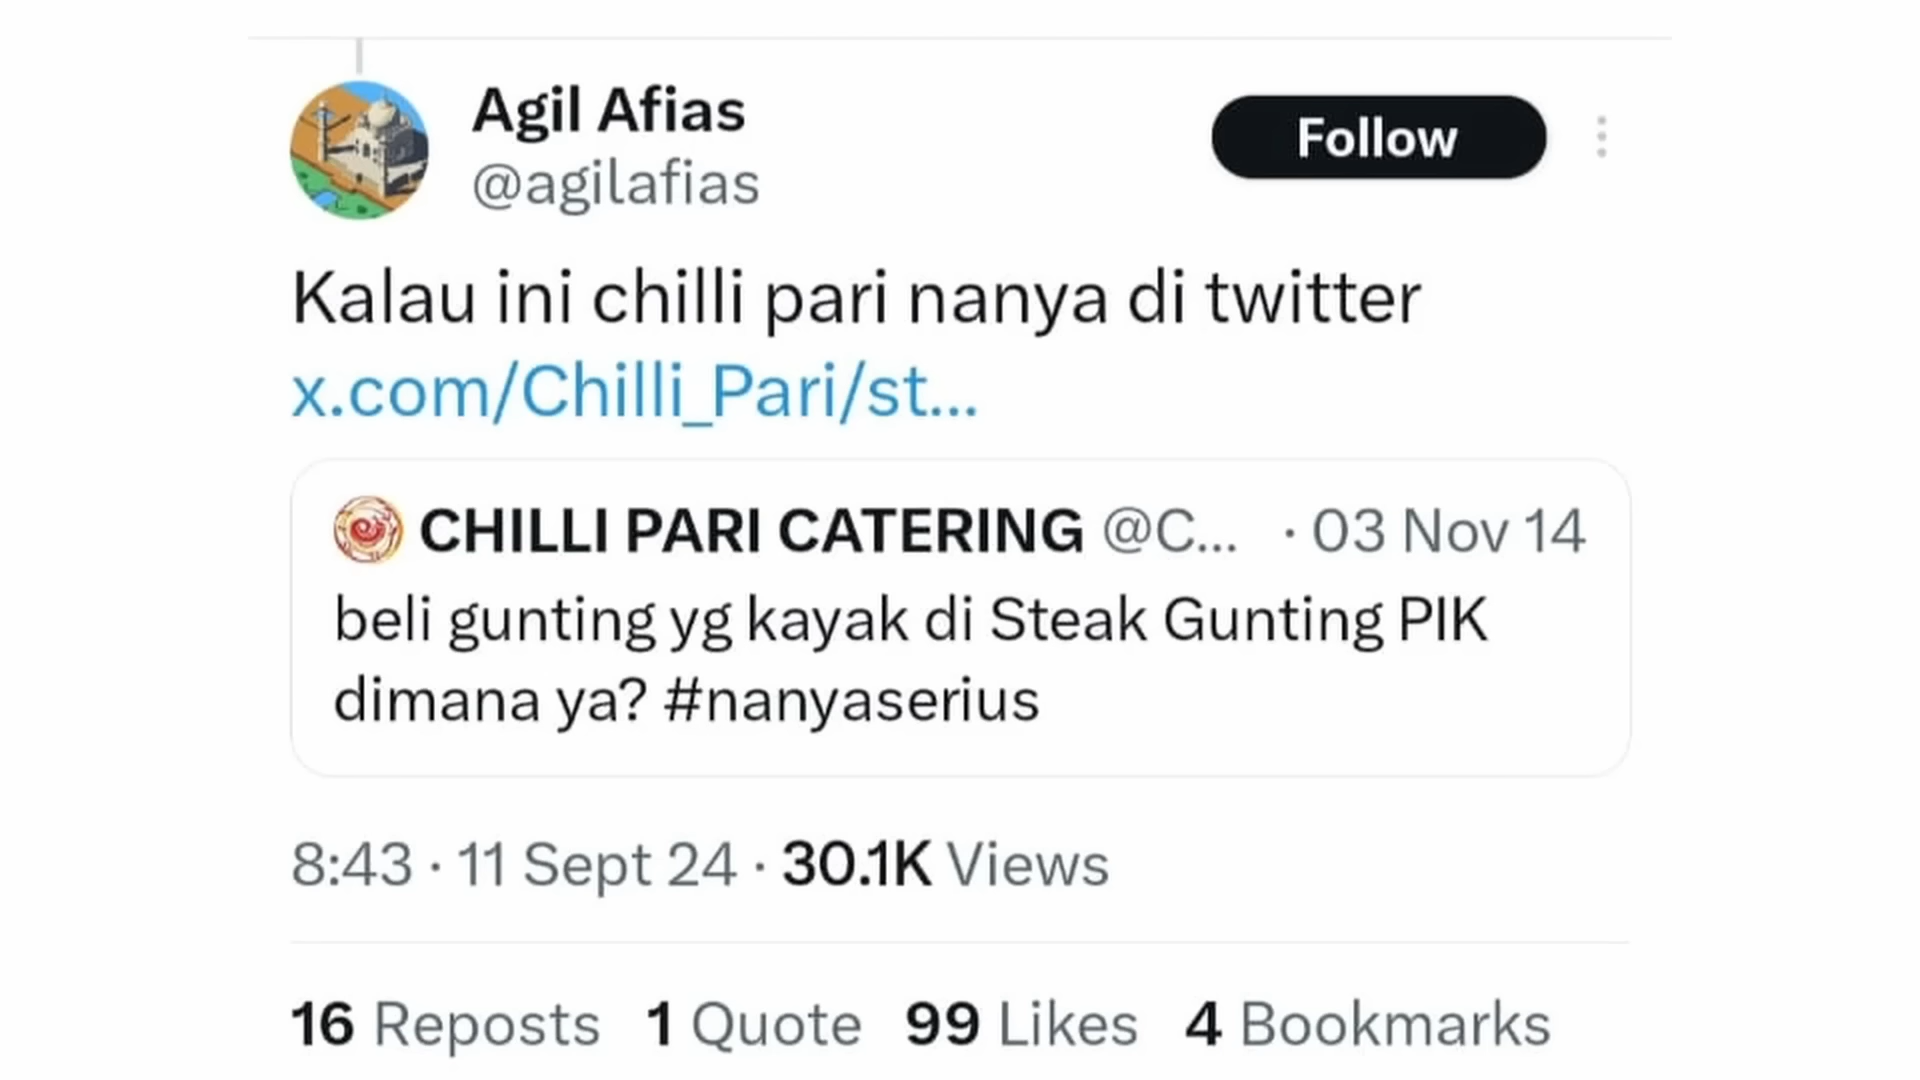 Agil Afias
Follow
@agilafias
Kalau ini chilli pari nanya di twitter
x.com/Chilli_Pari/st...
CHILLI PARI CATERING @C... · 03 Nov 14
beli gunting yg kayak di Steak Gunting PIK
dimana ya? #nanyaserius
8:43 · 11 Sept 24 · 30.1K Views
16 Reposts 1 Quote 99 Likes 4 Bookmarks